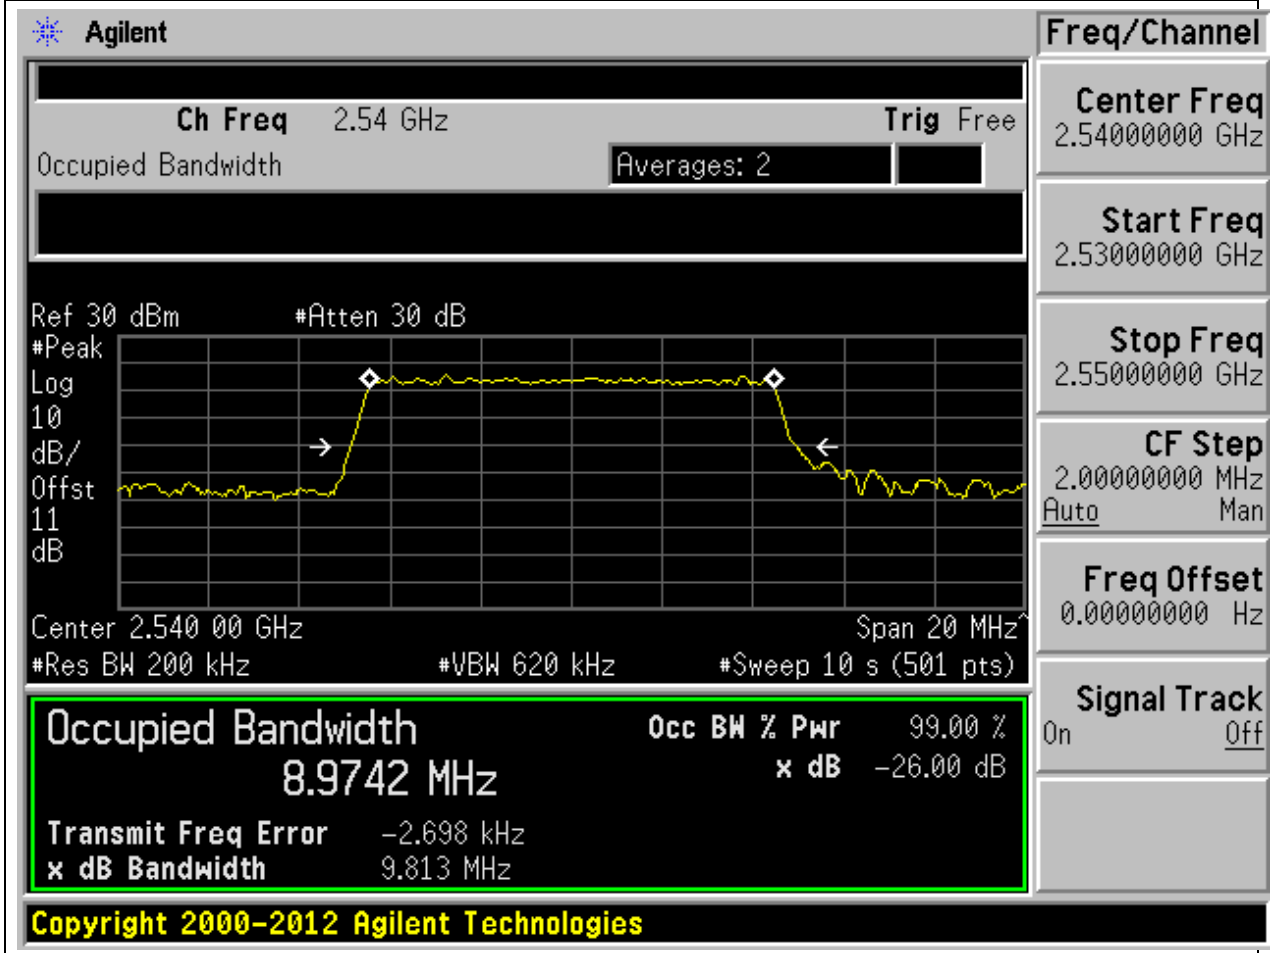 Agilent
Freq/Channel
Ch Freq 2.54 GHz Trig Free
Occupied Bandwidth Averages: 2
Ref 30 dBm #Atten 30 dB
#Peak
Log
10
dB/
Offst
11
dB
Center 2.540 00 GHz Span 20 MHz^
#Res BW 200 kHz #VBW 620 kHz #Sweep 10 s (501 pts)
Occupied Bandwidth
8.9742 MHz
Occ BW % Pwr 99.00 %
x dB -26.00 dB
Transmit Freq Error -2.698 kHz
x dB Bandwidth 9.813 MHz
Copyright 2000-2012 Agilent Technologies
Center Freq
2.54000000 GHz
Start Freq
2.53000000 GHz
Stop Freq
2.55000000 GHz
CF Step
2.00000000 MHz
Auto Man
Freq Offset
0.00000000 Hz
Signal Track
On Off